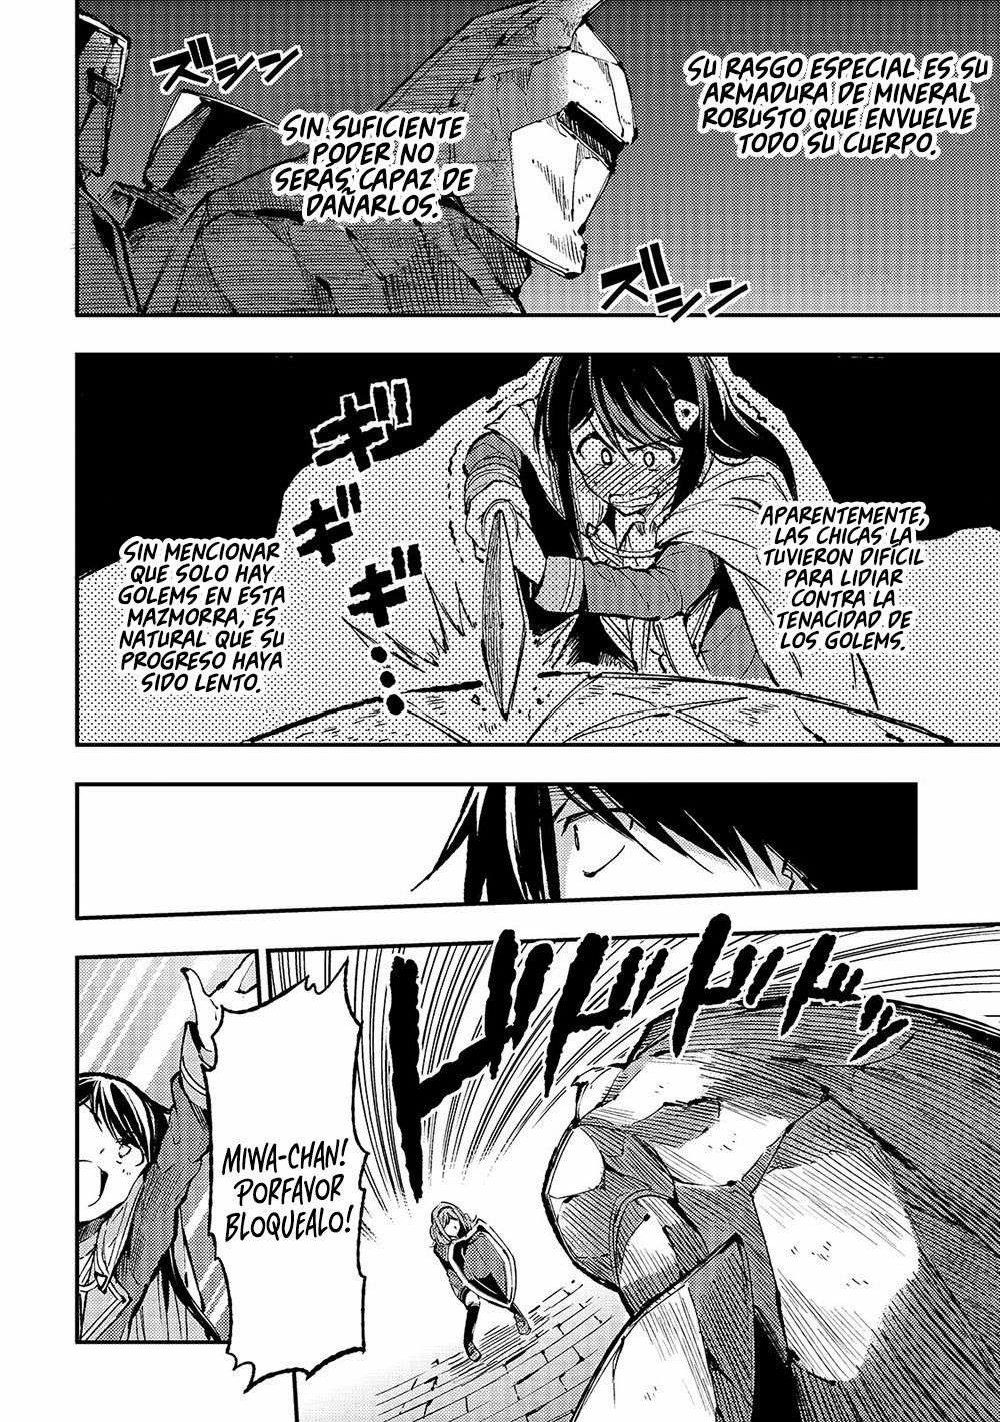 SU RASGO ESPECIAL ES SU
ARMADURA DE MINERAL
ROBUSTO QUE ENVUELVE
TODO SU CUERPO.
ズシン
SIN SUFICIENTE
PODER NO
SERÁS CAPAZ DE
DAÑARLOS.
ズシン
APARENTEMENTE,
LAS CHICAS LA
TUVIERON DIFÍCIL
PARA LIDIAR
CONTRA LA
TENACIDAD DE
LOS GOLEMS.
ギギギ...
SIN MENCIONAR
QUE SOLO HAY
GOLEMS EN ESTA
MAZMORRA, ES
NATURAL QUE SU
PROGRESO HAYA
SIDO LENTO.
ドドドドッ
MIWA-CHAN!
PORFAVOR
BLOQUEALO!